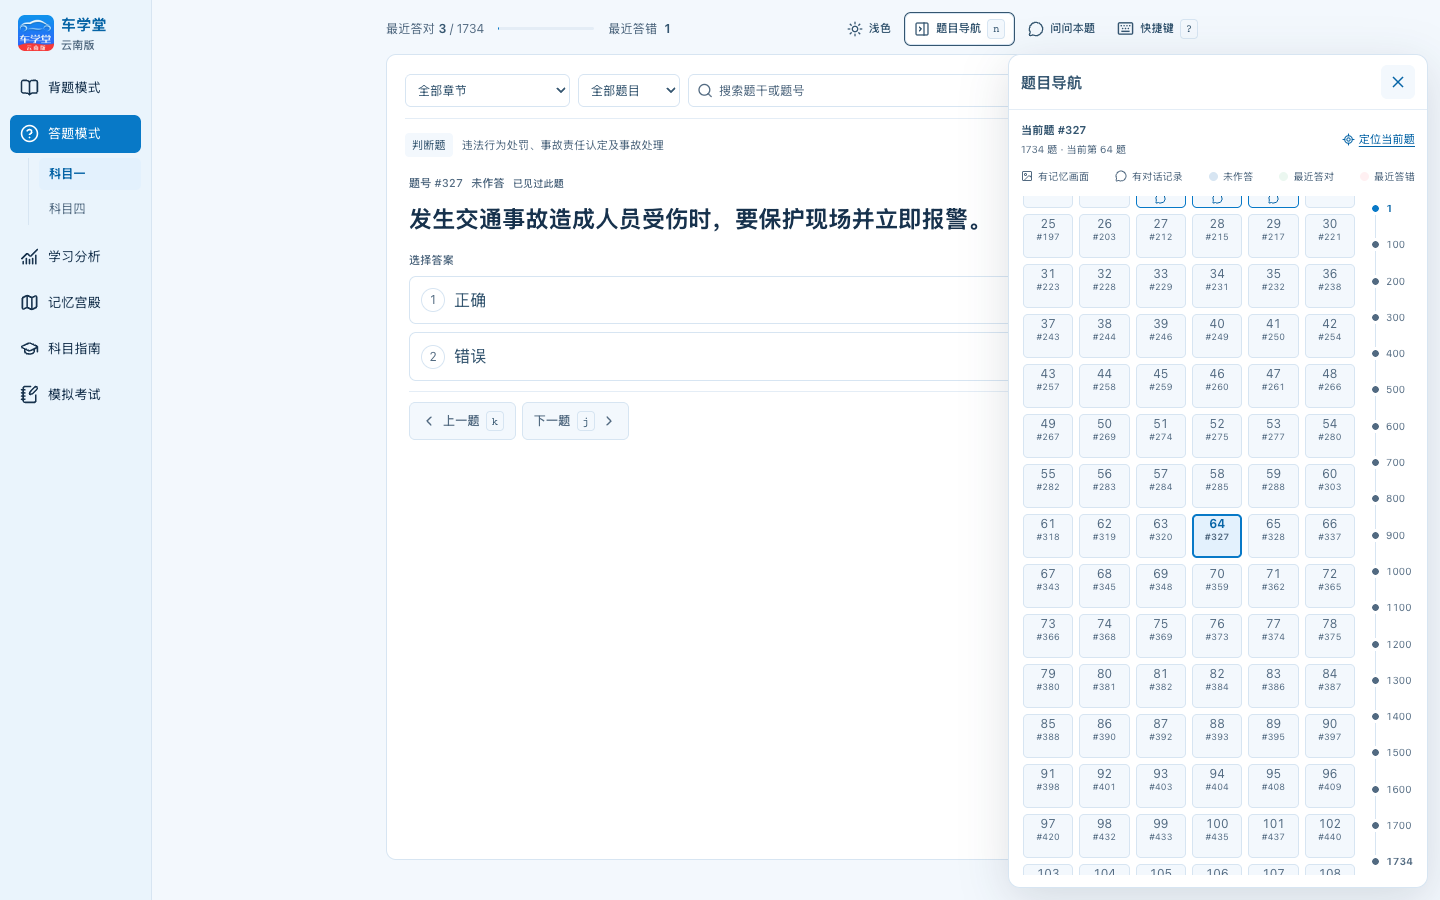 车学堂
云南版
背题模式
答题模式
科目一
科目四
学习分析
记忆宫殿
科目指南
模拟考试
最近答对 3 / 1734 最近答错 1
浅色 题目导航 n 问问本题 快捷键 ?
全部章节 全部题目 搜索题干或题号
判断题 违法行为处罚、事故责任认定及事故处理
题号 #327 未作答 已见过此题
发生交通事故造成人员受伤时，要保护现场并立即报警。
选择答案
1 正确
2 错误
上一题 k 下一题 j
题目导航
当前题 #327
1734 题 · 当前第 64 题
定位当前题
有记忆画面 有对话记录 未作答 最近答对 最近答错
25 26 27 28 29 30
#197 #203 #212 #215 #217 #221
31 32 33 34 35 36
#223 #228 #229 #231 #232 #238
37 38 39 40 41 42
#243 #244 #246 #249 #250 #254
43 44 45 46 47 48
#257 #258 #259 #260 #261 #266
49 50 51 52 53 54
#267 #269 #274 #275 #277 #280
55 56 57 58 59 60
#282 #283 #284 #285 #288 #303
61 62 63 64 65 66
#318 #319 #320 #327 #328 #337
67 68 69 70 71 72
#343 #345 #348 #359 #362 #365
73 74 75 76 77 78
#366 #368 #369 #373 #374 #375
79 80 81 82 83 84
#380 #381 #382 #384 #386 #387
85 86 87 88 89 90
#388 #390 #392 #393 #395 #397
91 92 93 94 95 96
#398 #401 #403 #404 #408 #409
97 98 99 100 101 102
#420 #432 #433 #435 #437 #440
103 104 105 106 107 108
1
100
200
300
400
500
600
700
800
900
1000
1100
1200
1300
1400
1500
1600
1700
1734